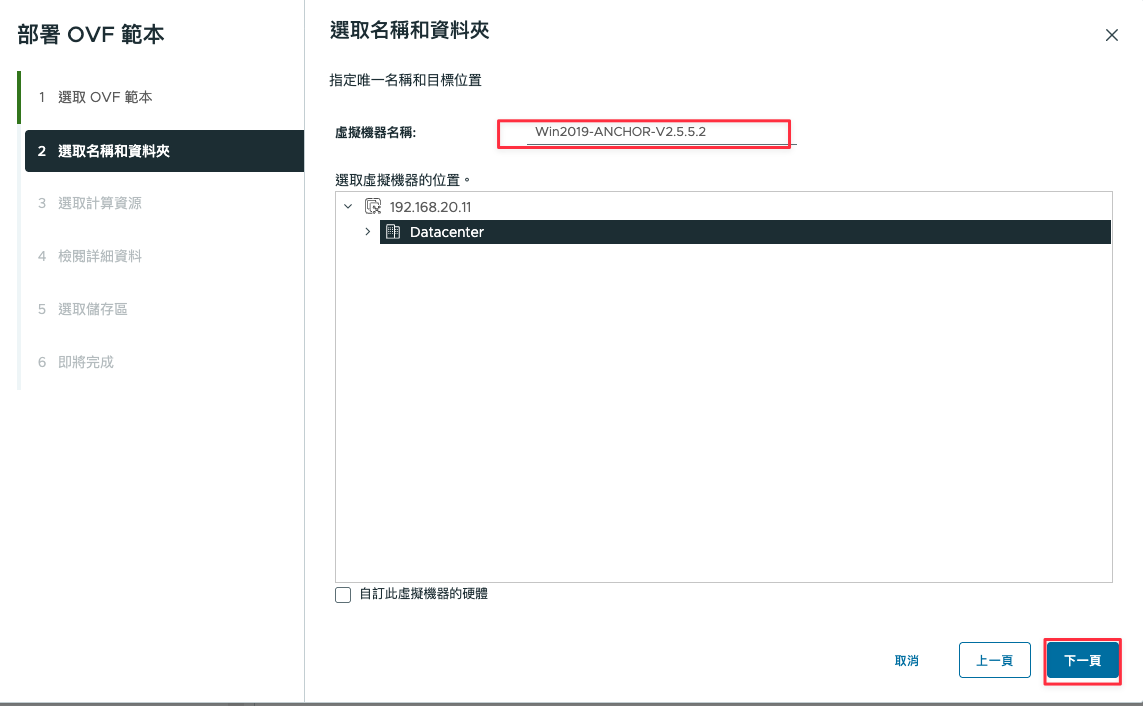 部署 OVF 範本
1 選取 OVF 範本
2 選取名稱和資料夾
3 選取計算資源
4 檢閱詳細資料
5 選取儲存區
6 即將完成
選取名稱和資料夾
指定唯一名稱和目標位置
虛擬機器名稱: Win2019-ANCHOR-V2.5.5.2
選取虛擬機器的位置。
192.168.20.11
Datacenter
自訂此虛擬機器的硬體
取消 上一頁 下一頁